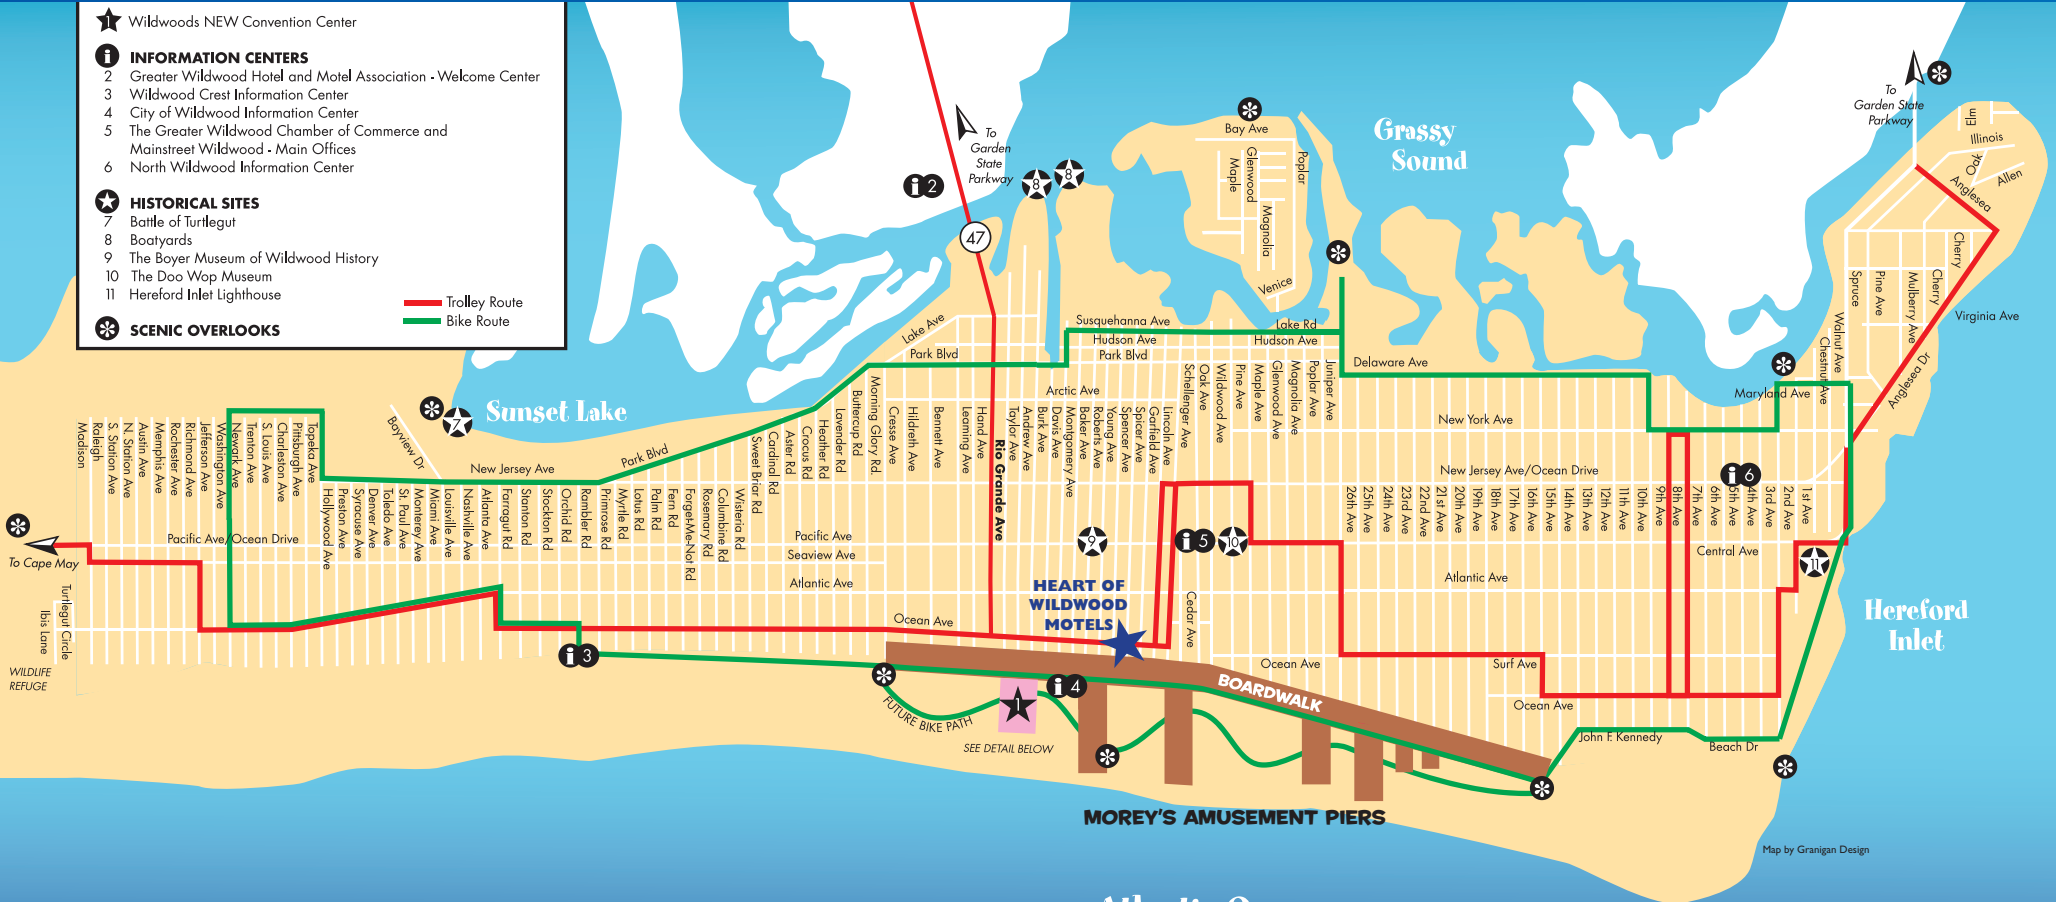 1 Wildwoods NEW Convention Center
i INFORMATION CENTERS
2 Greater Wildwood Hotel and Motel Association - Welcome Center
3 Wildwood Crest Information Center
4 City of Wildwood Information Center
5 The Greater Wildwood Chamber of Commerce and
Mainstreet Wildwood - Main Offices
6 North Wildwood Information Center
HISTORICAL SITES
7 Battle of Turtlegut
8 Boatyards
9 The Boyer Museum of Wildwood History
10 The Doo Wop Museum
11 Hereford Inlet Lighthouse
SCENIC OVERLOOKS
Trolley Route
Bike Route
To
Garden
State
Parkway
i 2
8
8
47
Grassy
Sound
Bay Ave
Glenwood
Maple
Poplar
Magnolia
Venice
To
Garden State
Parkway
Elm
Illinois
Oak
Allen
Anglesea
Cherry
Spruce
Pine Ave
Mulberry Ave
Cherry
Virginia Ave
Walnut Ave
Chestnut Ave
Anglesea Dr
Maryland Ave
Lake Ave
Park Blvd
Susquehanna Ave
Lake Rd
Hudson Ave
Hudson Ave
Park Blvd
Delaware Ave
Arctic Ave
New York Ave
Sunset Lake
7
Bayview Dr
New Jersey Ave
Park Blvd
New Jersey Ave/Ocean Drive
i 6
Madison
Raleigh
S. Station Ave
N. Station Ave
Austin Ave
Memphis Ave
Rochester Ave
Richmond Ave
Jefferson Ave
Washington Ave
Newark Ave
Trenton Ave
S. Louis Ave
Charleston Ave
Pittsburgh Ave
Topeka Ave
Hollywood Ave
Preston Ave
Syracuse Ave
Denver Ave
Toledo Ave
St. Paul Ave
Monterey Ave
Miami Ave
Louisville Ave
Nashville Ave
Atlanta Ave
Farragut Rd
Stanton Rd
Stockton Rd
Orchid Rd
Rambler Rd
Primrose Rd
Myrtle Rd
Lotus Rd
Palm Rd
Fern Rd
Forget-Me-Not Rd
Rosemary Rd
Columbine Rd
Wisteria Rd
Sweet Briar Rd
Cardinal Rd
Aster Rd
Crocus Rd
Heather Rd
Lavender Rd
Buttercup Rd
Morning Glory Rd.
Cresse Ave
Hildreth Ave
Bennett Ave
Leaming Ave
Hand Ave
Rio Grande Ave
Taylor Ave
Andrew Ave
Burk Ave
Davis Ave
Montgomery Ave
Baker Ave
Roberts Ave
Young Ave
Spencer Ave
Spicer Ave
Garfield Ave
Lincoln Ave
Schellenger Ave
Oak Ave
Wildwood Ave
Pine Ave
Maple Ave
Glenwood Ave
Magnolia Ave
Poplar Ave
Juniper Ave
26th Ave
25th Ave
24th Ave
23rd Ave
22nd Ave
21st Ave
20th Ave
19th Ave
18th Ave
17th Ave
16th Ave
15th Ave
14th Ave
13th Ave
12th Ave
11th Ave
10th Ave
9th Ave
8th Ave
7th Ave
6th Ave
5th Ave
4th Ave
3rd Ave
2nd Ave
1st Ave
To Cape May
Pacific Ave/Ocean Drive
Pacific Ave
Seaview Ave
Atlantic Ave
9
i 5
10
Central Ave
11
Atlantic Ave
HEART OF
WILDWOOD
MOTELS
Cedar Ave
Hereford
Inlet
Turtlegut Circle
Ibis Lane
Ocean Ave
WILDLIFE
REFUGE
i 3
Ocean Ave
Surf Ave
BOARDWALK
i 4
1
FUTURE BIKE PATH
Ocean Ave
SEE DETAIL BELOW
John F. Kennedy
Beach Dr
MOREY'S AMUSEMENT PIERS
Map by Granigan Design